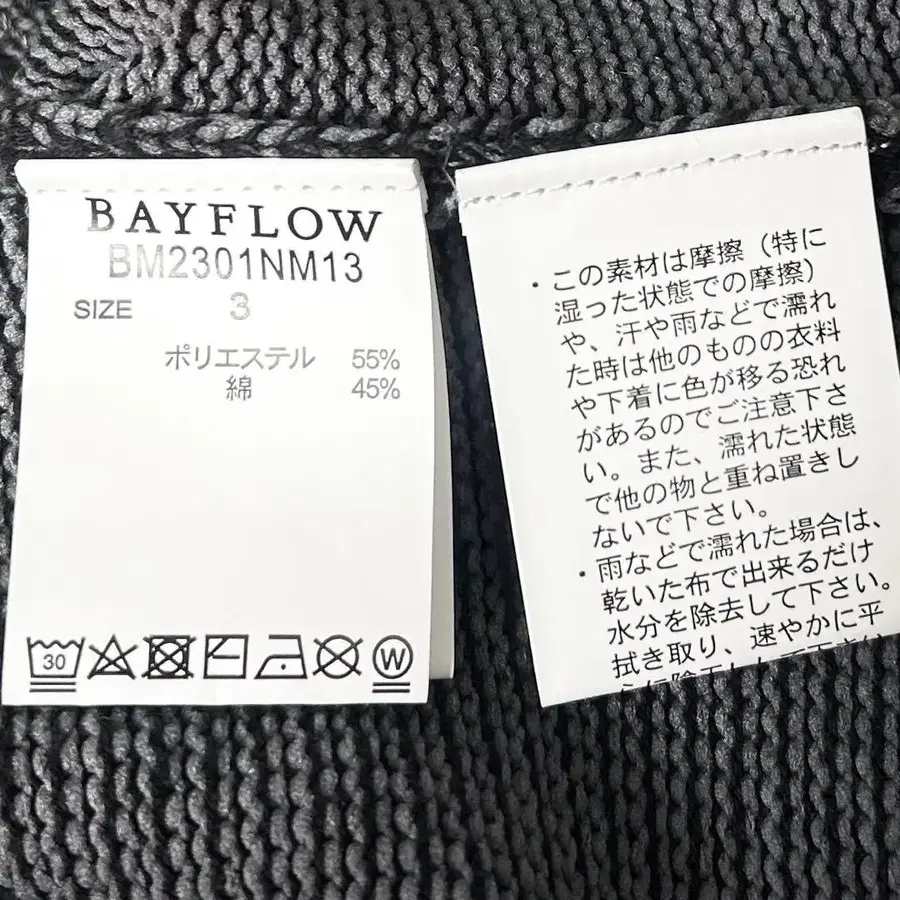 BAYFLOW
BM2301NM13
SIZE 3
ポリエステル 55%
綿 45%
30
W
・この素材は摩擦（特に
湿った状態での摩擦）
や、汗や雨などで濡れ
た時は他のものの衣料
や下着に色が移る恐れ
があるのでご注意下さ
い。また、濡れた状態
で他の物と重ね置きし
ないで下さい。
・雨などで濡れた場合は、
乾いた布で出来るだけ
水分を除去して下さい。
拭き取り、速やかに平